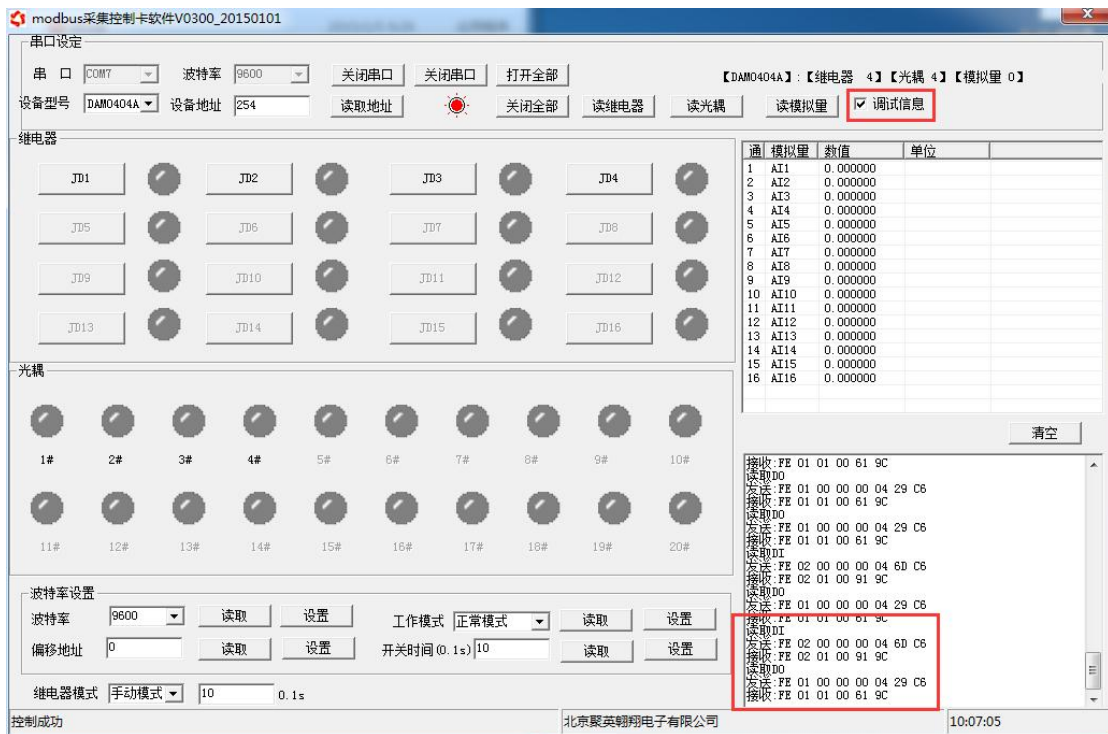 modbus采集控制卡软件V0300_20150101
串口设定
串 口 COM7 波特率 9600 关闭串口 关闭串口 打开全部 【DAM0404A】:【继电器 4】【光耦 4】【模拟量 0】
设备型号 DAM0404A 设备地址 254 读取地址 关闭全部 读继电器 读光耦 读模拟量 调试信息
继电器
JD1 JD2 JD3 JD4
JD5 JD6 JD7 JD8
JD9 JD10 JD11 JD12
JD13 JD14 JD15 JD16
光耦
1# 2# 3# 4# 5# 6# 7# 8# 9# 10#
11# 12# 13# 14# 15# 16# 17# 18# 19# 20#
波特率设置
波特率 9600 读取 设置 工作模式 正常模式 读取 设置
偏移地址 0 读取 设置 开关时间(0.1s) 10 读取 设置
继电器模式 手动模式 10 0.1s
通 模拟量 数值 单位
1 AI1 0.000000
2 AI2 0.000000
3 AI3 0.000000
4 AI4 0.000000
5 AI5 0.000000
6 AI6 0.000000
7 AI7 0.000000
8 AI8 0.000000
9 AI9 0.000000
10 AI10 0.000000
11 AI11 0.000000
12 AI12 0.000000
13 AI13 0.000000
14 AI14 0.000000
15 AI15 0.000000
16 AI16 0.000000
清空
接收:FE 01 01 00 61 9C
读取DO
发送:FE 01 00 00 00 04 29 C6
接收:FE 01 01 00 61 9C
读取DO
发送:FE 01 00 00 00 04 29 C6
接收:FE 01 01 00 61 9C
读取DI
发送:FE 02 00 00 00 04 6D C6
接收:FE 02 01 00 91 9C
读取DO
发送:FE 01 00 00 00 04 29 C6
接收:FE 01 01 00 61 9C
读取DI
发送:FE 02 00 00 00 04 6D C6
接收:FE 02 01 00 91 9C
读取DO
发送:FE 01 00 00 00 04 29 C6
接收:FE 01 01 00 61 9C
控制成功 北京聚英翱翔电子有限公司 10:07:05